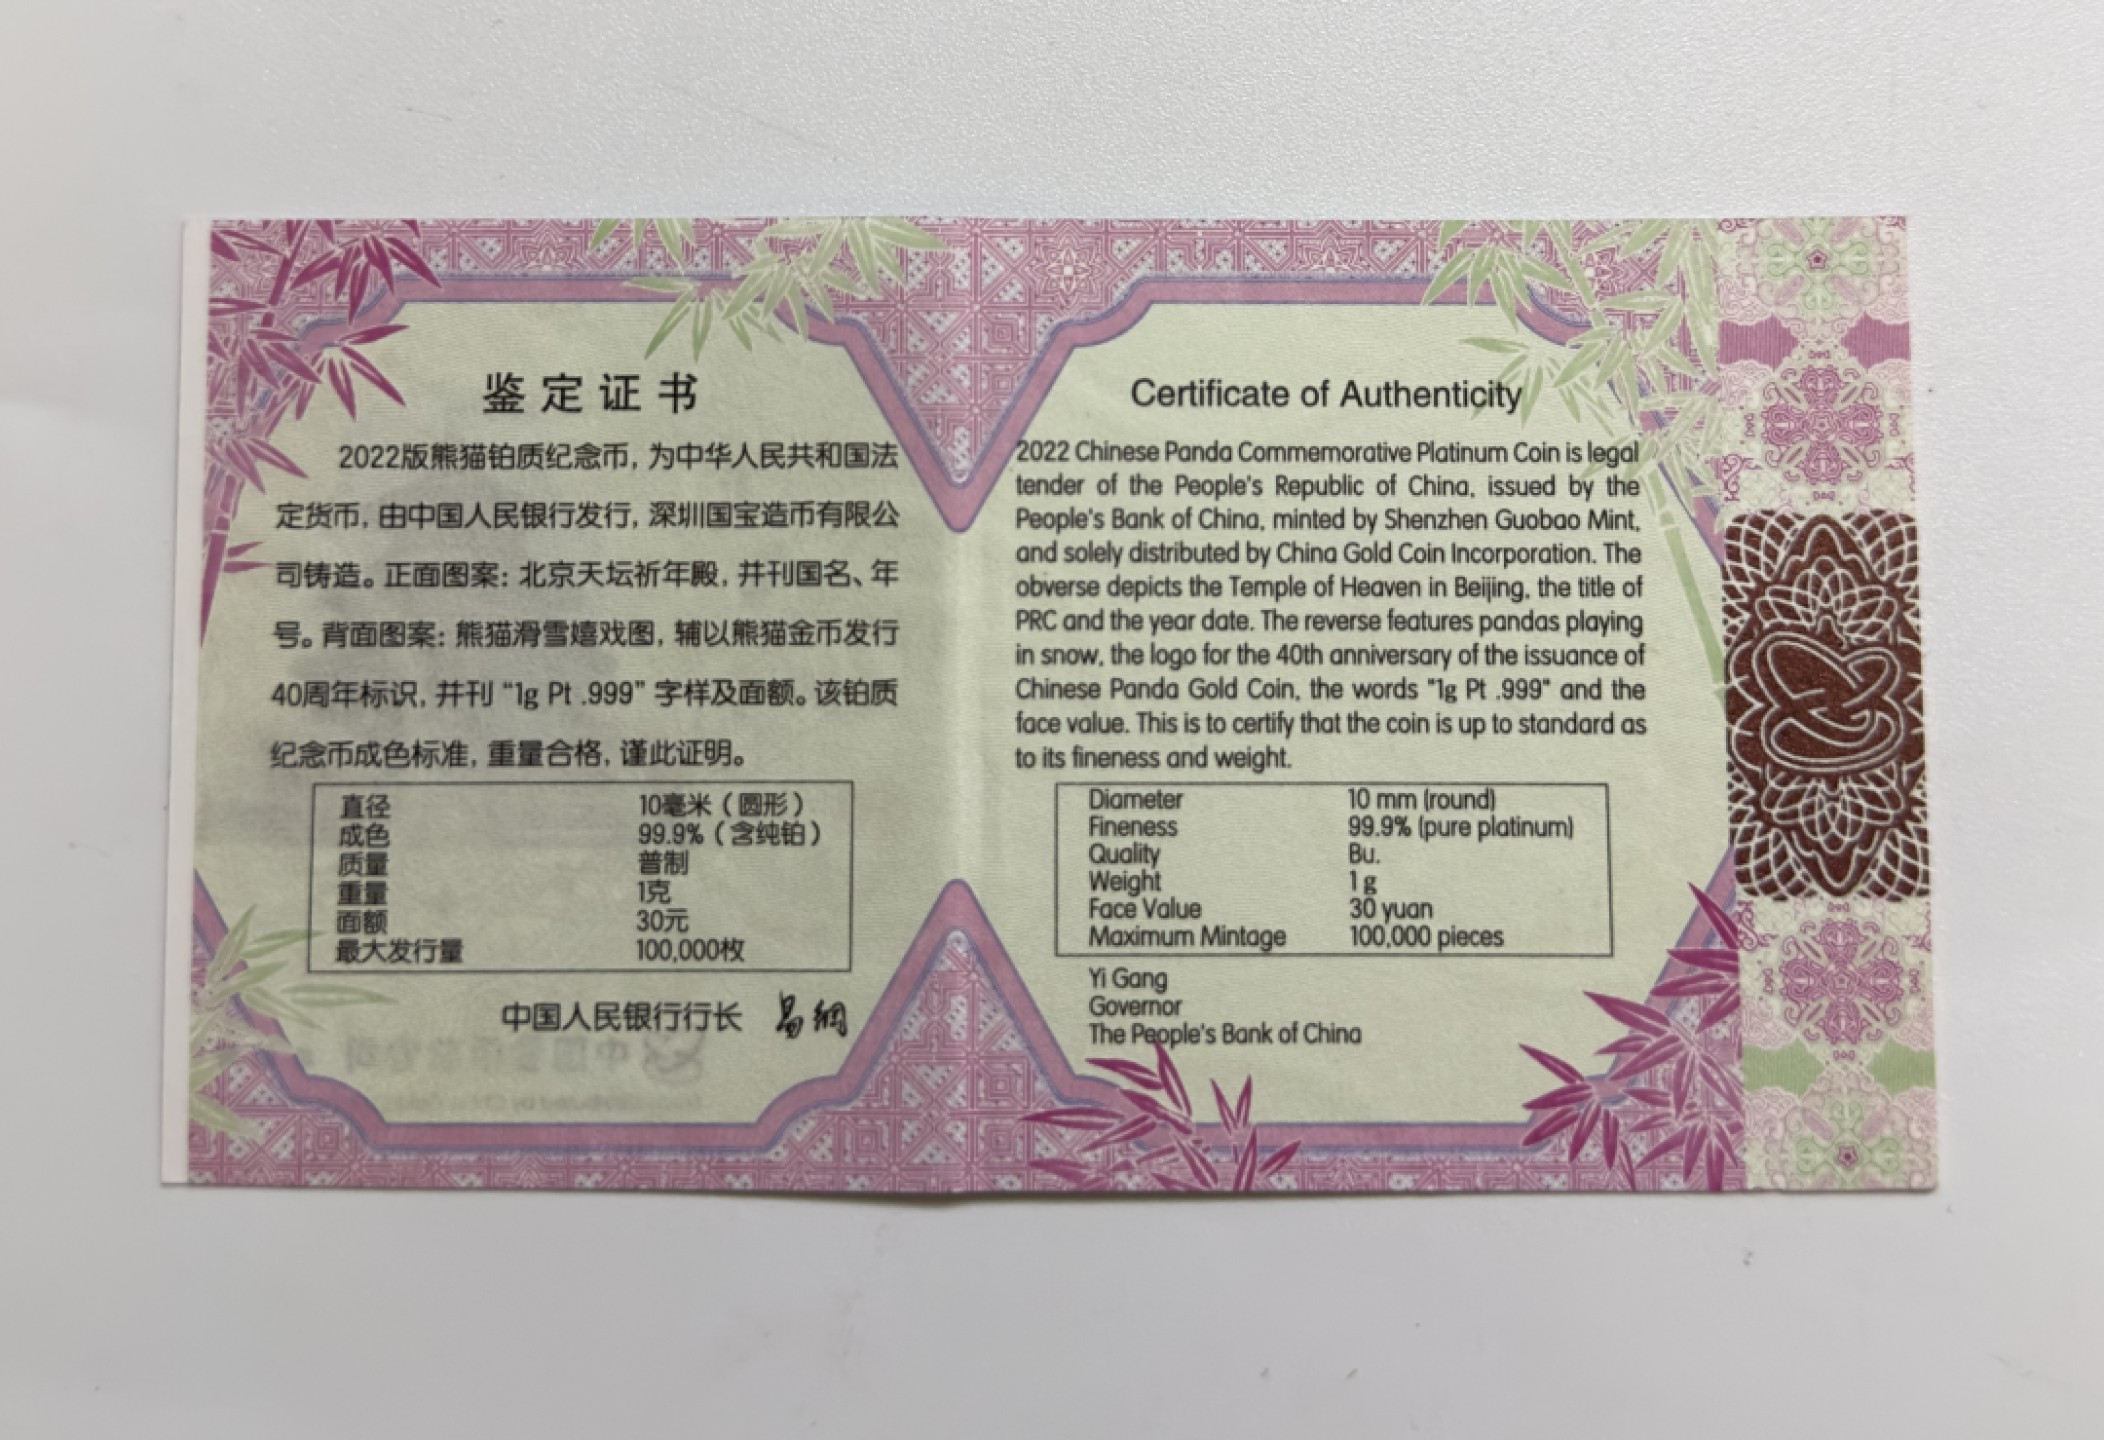 鉴定证书
2022版熊猫铂质纪念币，为中华人民共和国法
定货币，由中国人民银行发行，深圳国宝造币有限公
司铸造。正面图案：北京天坛祈年殿，并刊国名、年
号。背面图案：熊猫滑雪嬉戏图，辅以熊猫金币发行
40周年标识，并刊“1g Pt .999”字样及面额。该铂质
纪念币成色标准，重量合格，谨此证明。
直径 10毫米（圆形）
成色 99.9%（含纯铂）
质量 普制
重量 1克
面额 30元
最大发行量 100,000枚
中国人民银行行长 易纲
Certificate of Authenticity
2022 Chinese Panda Commemorative Platinum Coin is legal
tender of the People's Republic of China, issued by the
People's Bank of China, minted by Shenzhen Guobao Mint,
and solely distributed by China Gold Coin Incorporation. The
obverse depicts the Temple of Heaven in Beijing, the title of
PRC and the year date. The reverse features pandas playing
in snow, the logo for the 40th anniversary of the issuance of
Chinese Panda Gold Coin, the words "1g Pt .999" and the
face value. This is to certify that the coin is up to standard as
to its fineness and weight.
Diameter 10 mm (round)
Fineness 99.9% (pure platinum)
Quality Bu.
Weight 1 g
Face Value 30 yuan
Maximum Mintage 100,000 pieces
Yi Gang
Governor
The People's Bank of China